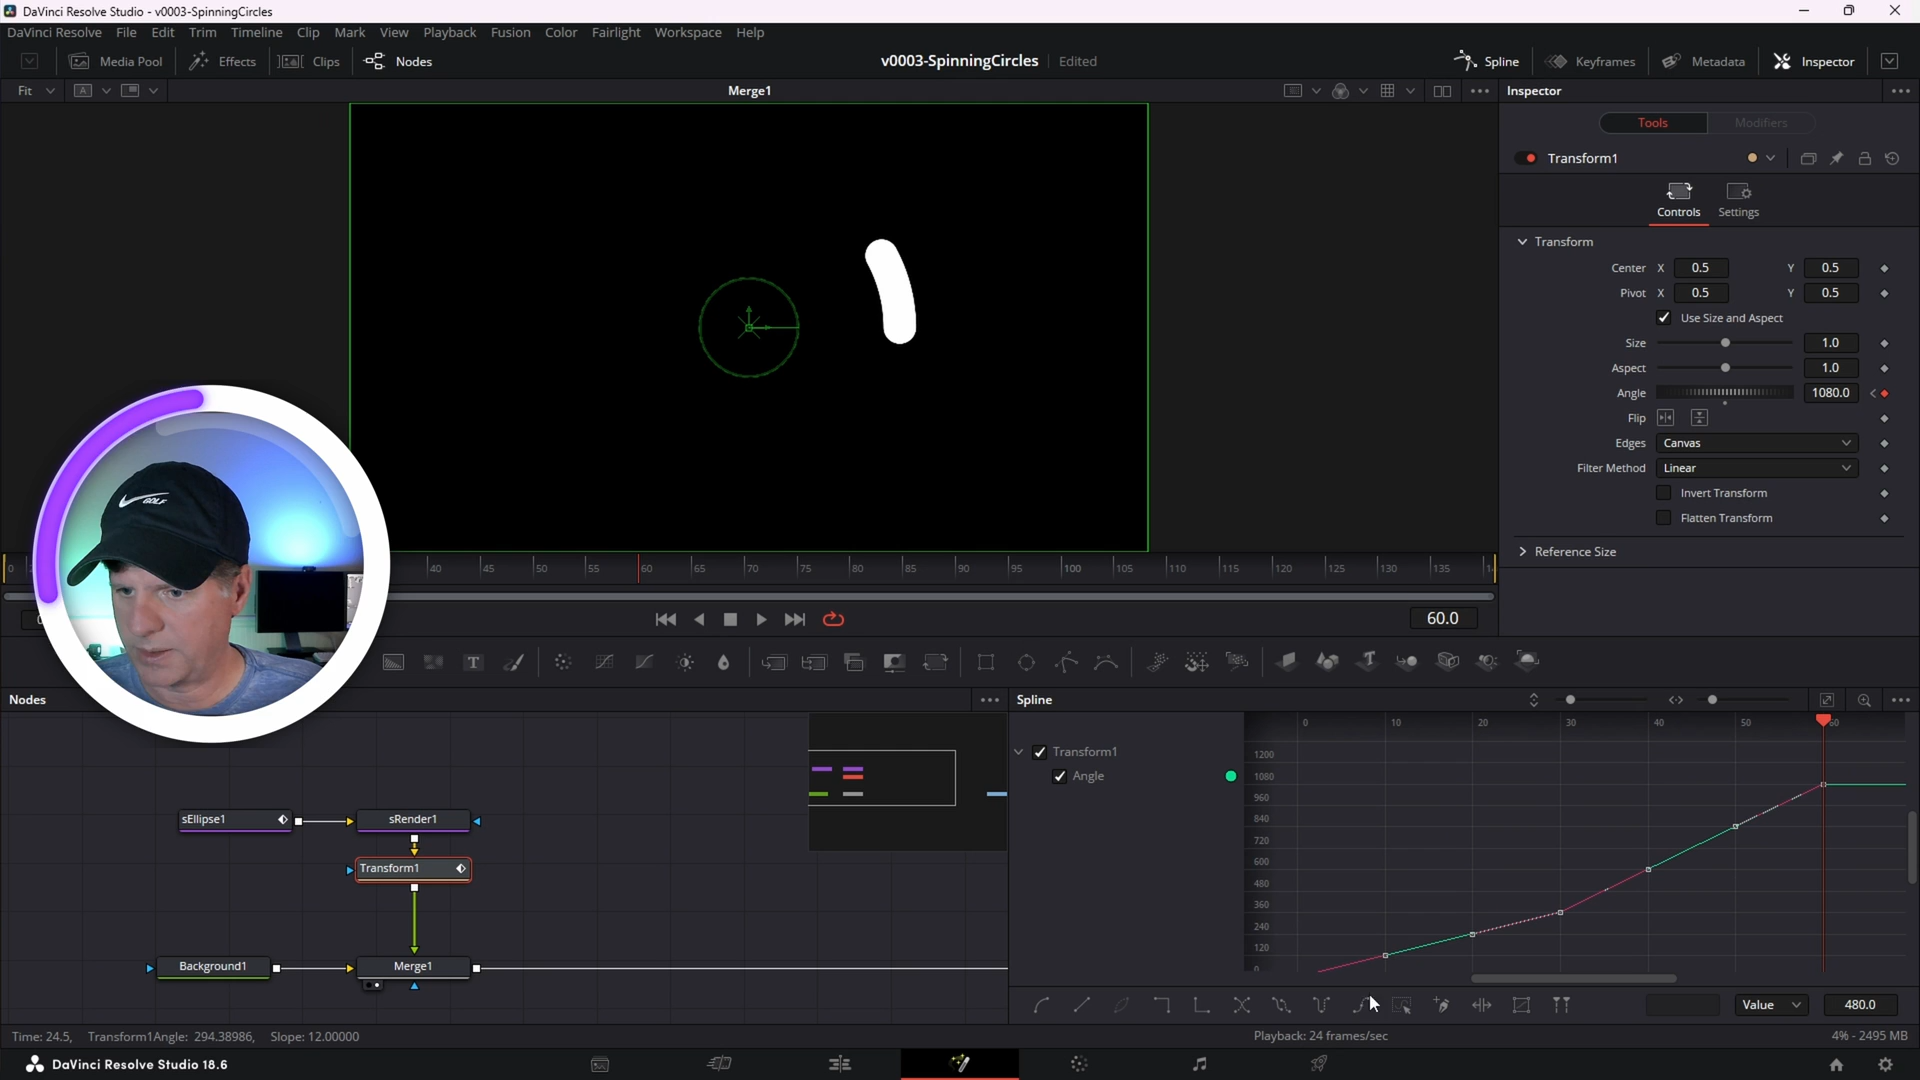 DaVinci Resolve Studio - v0003-SpinningCircles
DaVinci Resolve File Edit Trim Timeline Clip Mark View Playback Fusion Color Fairlight Workspace Help
Media Pool Effects Clips Nodes v0003-SpinningCircles Edited Spline Keyframes Metadata Inspector
Fit A Merge1 Inspector
Tools Modifiers
Transform1
Controls Settings
Transform
Center X 0.5 Y 0.5
Pivot X 0.5 Y 0.5
Use Size and Aspect
Size 1.0
Aspect 1.0
Angle 1080.0
Flip
Edges Canvas
Filter Method Linear
Invert Transform
Flatten Transform
Reference Size
GOLF
0 40 45 50 55 60 65 70 75 80 85 90 95 100 105 110 115 120 125 130 135
60.0
T
Nodes Spline
0 10 20 30 40 50 60
Transform1
Angle
1200
1080
960
840
720
600
480
360
240
120
0
sEllipse1 sRender1
Transform1
Background1 Merge1
Value 480.0
Time: 24.5, Transform1Angle: 294.38986, Slope: 12.00000 Playback: 24 frames/sec 4% - 2495 MB
DaVinci Resolve Studio 18.6